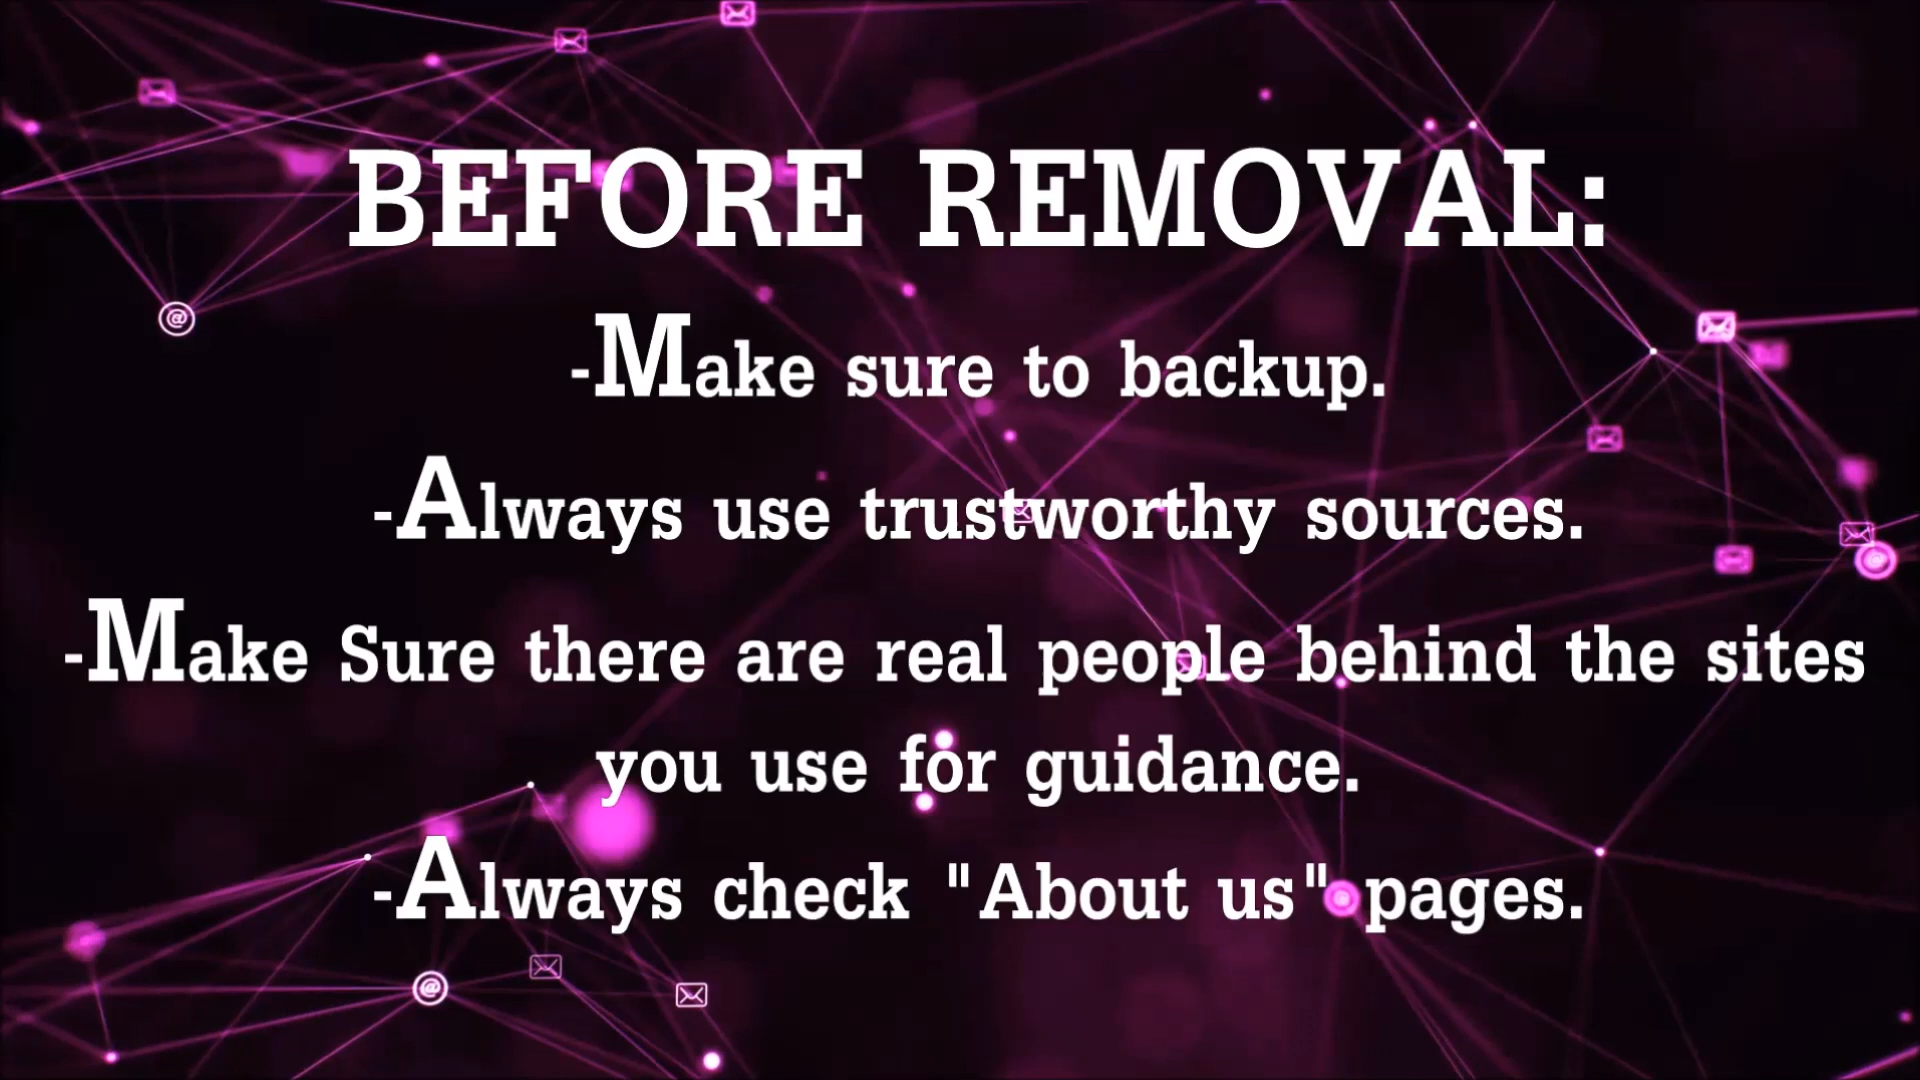 BEFORE REMOVAL:
-Make sure to backup.
-Always use trustworthy sources.
-Make Sure there are real people behind the sites
you use for guidance.
-Always check "About us" pages.